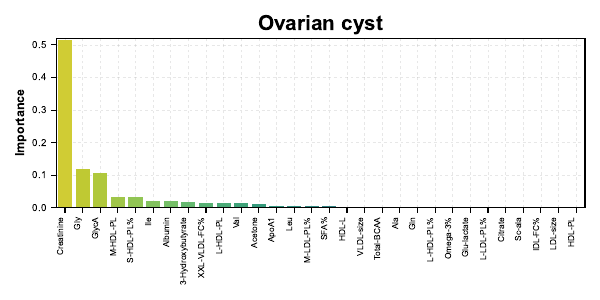 Ovarian cyst
Importance
0.5
0.4
0.3
0.2
0.1
0.0
Creatinine
Gly
GlycA
M-HDL-PL
S-HDL-PL%
Ile
Albumin
3-Hydroxybutyrate
XXL-VLDL-FC%
L-HDL-PL
Val
Acetone
ApoA1
Leu
M-LDL-PL%
SFA%
HDL-L
VLDL-size
Total-BCAA
Ala
Gln
L-HDL-PL%
Omega-3%
Glu-lactate
L-LDL-PL%
Citrate
IDL-FC%
LDL-size
HDL-PL